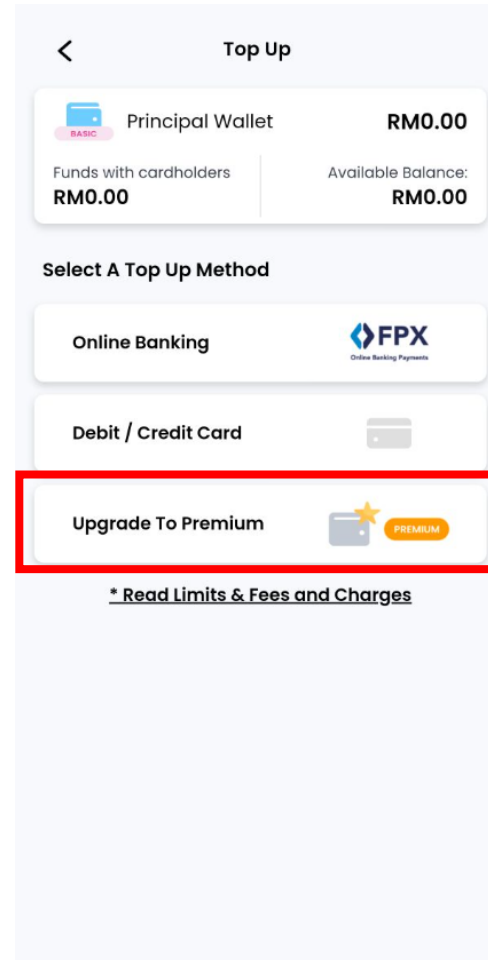 Top Up
BASIC
Principal Wallet
RM0.00
Funds with cardholders
RM0.00
Available Balance:
RM0.00
Select A Top Up Method
Online Banking
FPX
Online Banking Payments
Debit / Credit Card
Upgrade To Premium
PREMIUM
* Read Limits & Fees and Charges